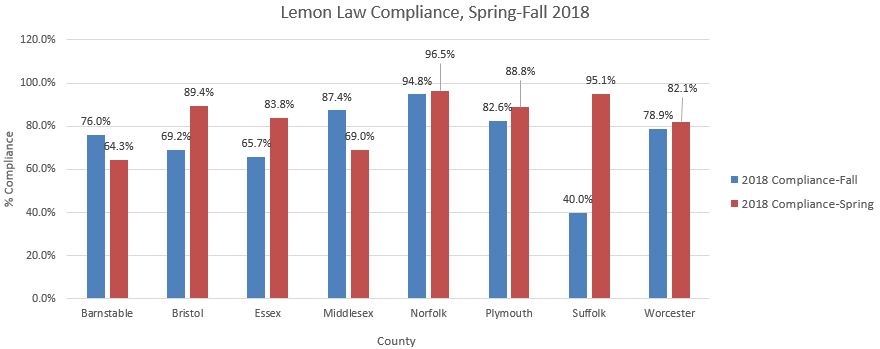 Lemon Law Compliance, Spring-Fall 2018
120.0%
100.0%
80.0%
60.0%
40.0%
20.0%
0.0%
% Compliance
76.0%
64.3%
69.2%
89.4%
65.7%
83.8%
87.4%
69.0%
94.8%
96.5%
82.6%
88.8%
40.0%
95.1%
78.9%
82.1%
Barnstable
Bristol
Essex
Middlesex
Norfolk
Plymouth
Suffolk
Worcester
County
2018 Compliance-Fall
2018 Compliance-Spring